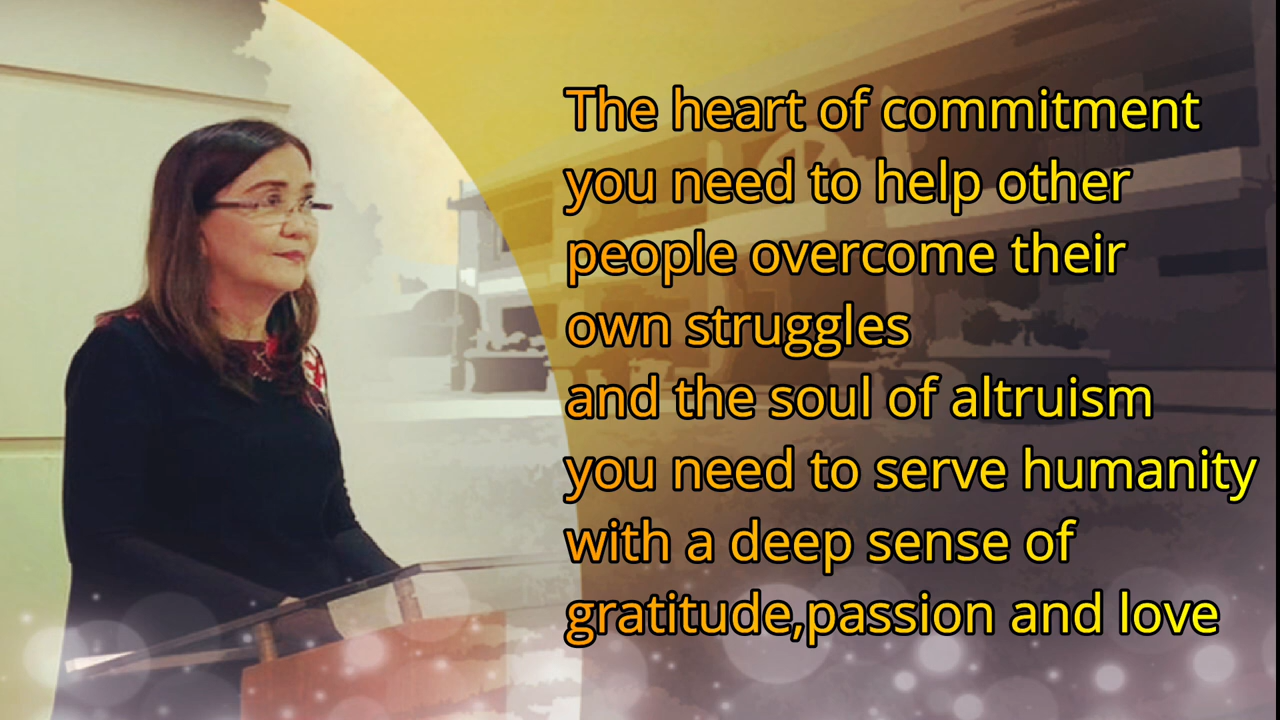 The heart of commitment
you need to help other
people overcome their
own struggles
and the soul of altruism
you need to serve humanity
with a deep sense of
gratitude,passion and love